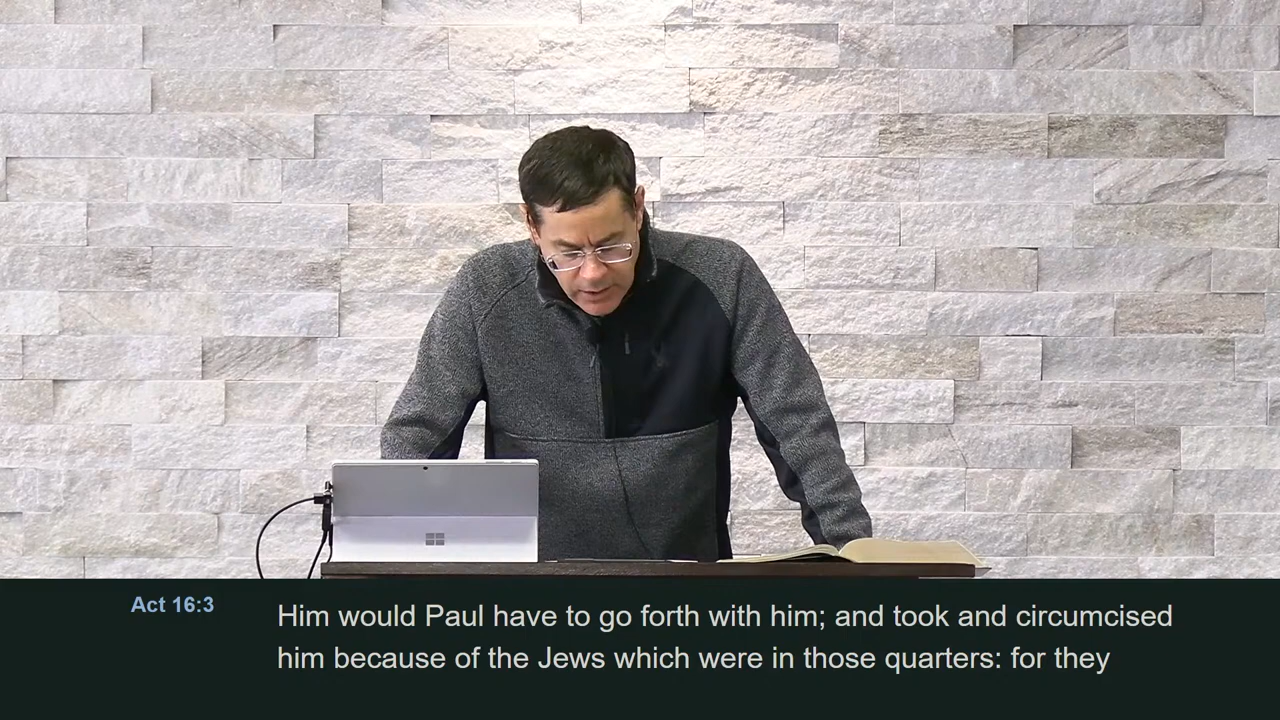 Act 16:3
Him would Paul have to go forth with him; and took and circumcised
him because of the Jews which were in those quarters: for they